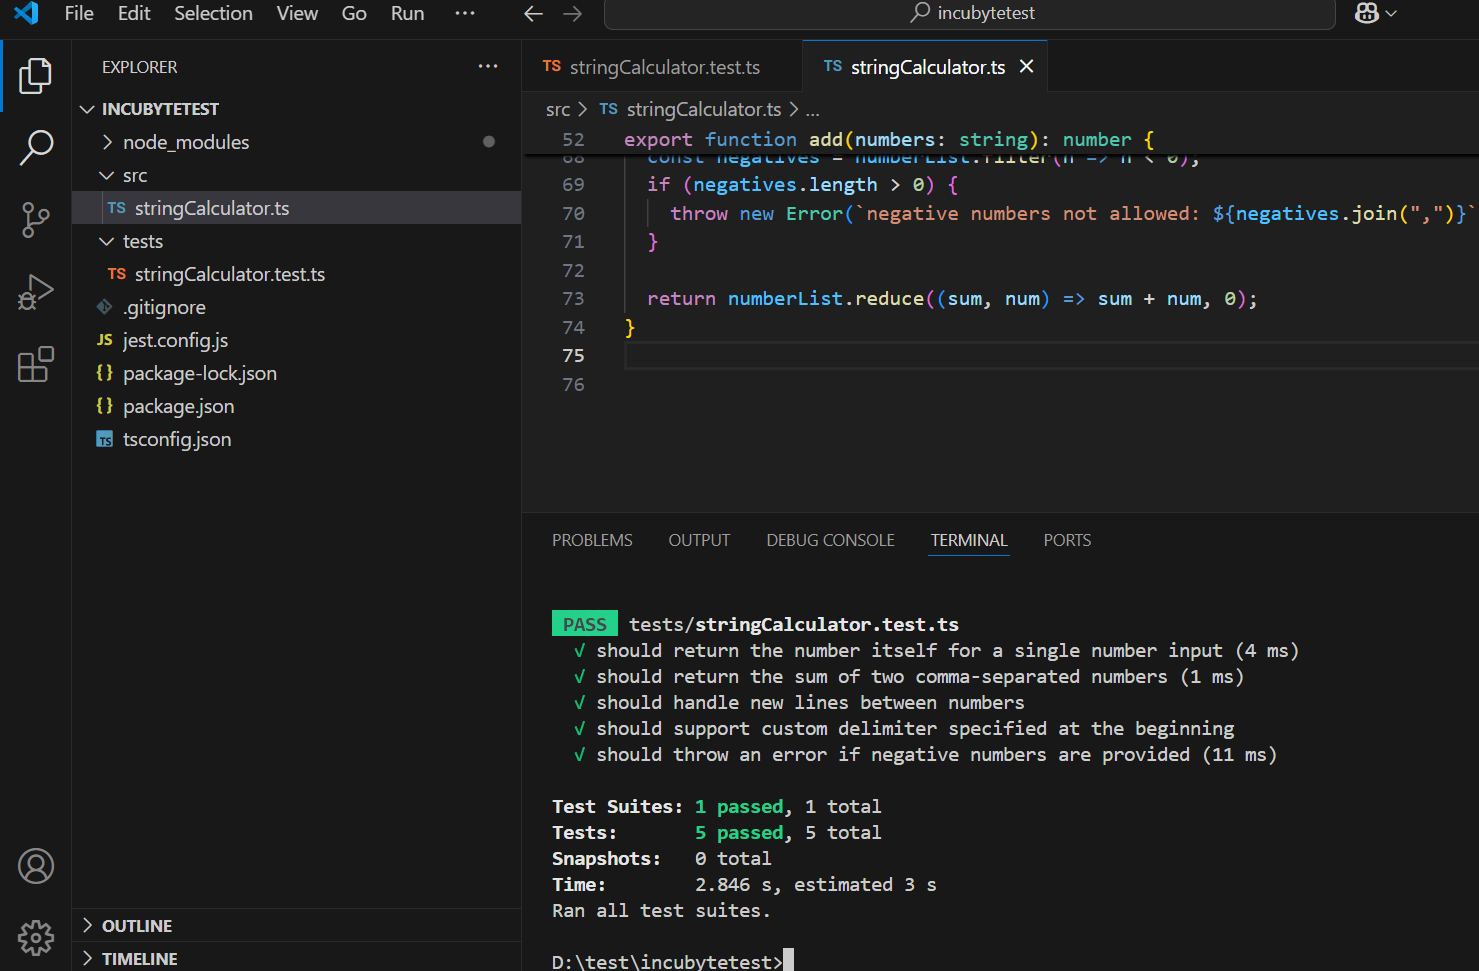 File Edit Selection View Go Run ··· incubytetest
EXPLORER ···
INCUBYTETEST
node_modules
src
TS stringCalculator.ts
tests
TS stringCalculator.test.ts
.gitignore
JS jest.config.js
{} package-lock.json
{} package.json
TS tsconfig.json
OUTLINE
TIMELINE
TS stringCalculator.test.ts TS stringCalculator.ts
src > TS stringCalculator.ts > ...
52 export function add(numbers: string): number {
68 const negatives = numberList.filter(n => n < 0);
69 if (negatives.length > 0) {
70 throw new Error(`negative numbers not allowed: ${negatives.join(",")}`
71 }
72
73 return numberList.reduce((sum, num) => sum + num, 0);
74 }
75
76
PROBLEMS OUTPUT DEBUG CONSOLE TERMINAL PORTS
PASS tests/stringCalculator.test.ts
√ should return the number itself for a single number input (4 ms)
√ should return the sum of two comma-separated numbers (1 ms)
√ should handle new lines between numbers
√ should support custom delimiter specified at the beginning
√ should throw an error if negative numbers are provided (11 ms)
Test Suites: 1 passed, 1 total
Tests: 5 passed, 5 total
Snapshots: 0 total
Time: 2.846 s, estimated 3 s
Ran all test suites.
D:\test\incubytetest>